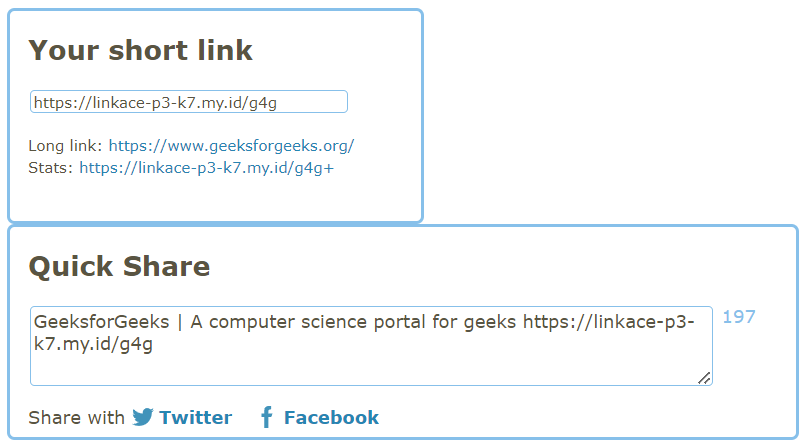 Your short link
https://linkace-p3-k7.my.id/g4g
Long link: https://www.geeksforgeeks.org/
Stats: https://linkace-p3-k7.my.id/g4g+
Quick Share
GeeksforGeeks | A computer science portal for geeks https://linkace-p3-
k7.my.id/g4g
197
Share with Twitter Facebook